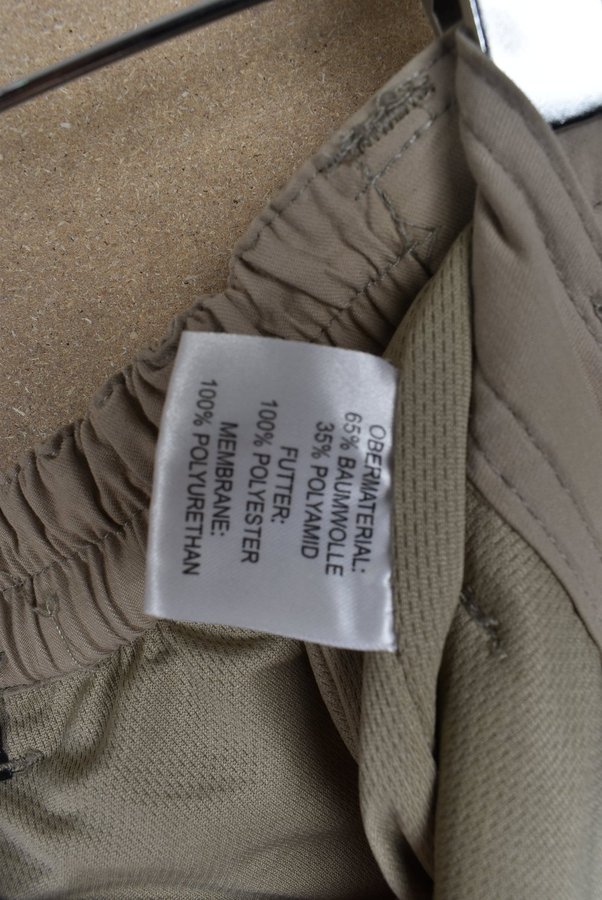 OBERMATERIAL:
65% BAUMWOLLE
35% POLYAMID
FUTTER:
100% POLYESTER
MEMBRANE:
100% POLYURETHAN